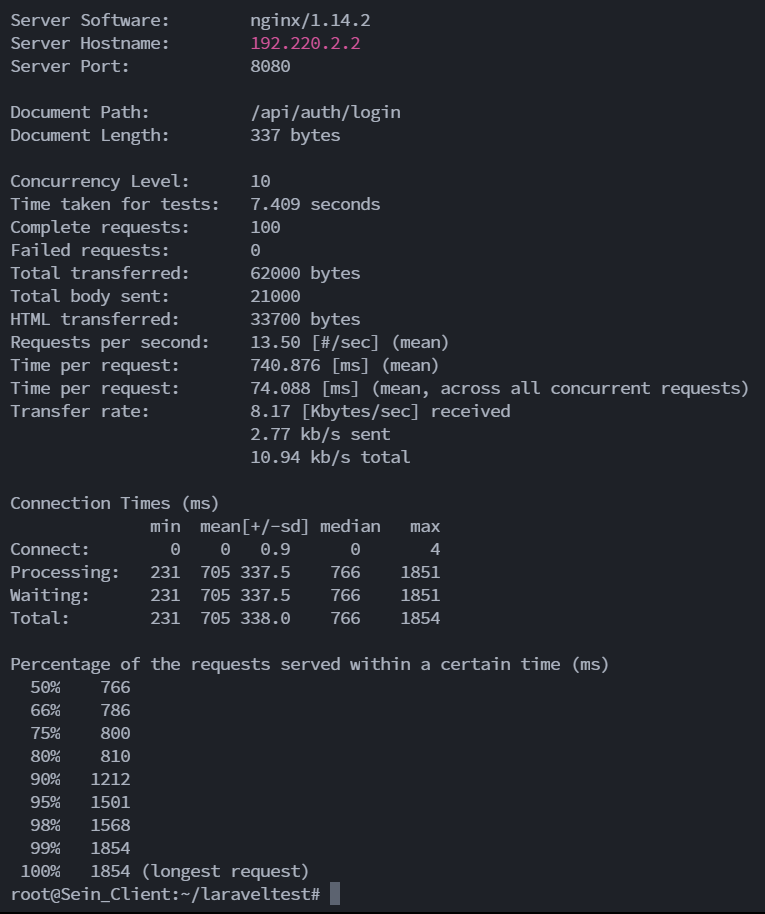 Server Software:        nginx/1.14.2
Server Hostname:        192.220.2.2
Server Port:            8080

Document Path:          /api/auth/login
Document Length:        337 bytes

Concurrency Level:      10
Time taken for tests:   7.409 seconds
Complete requests:      100
Failed requests:        0
Total transferred:      62000 bytes
Total body sent:        21000
HTML transferred:       33700 bytes
Requests per second:    13.50 [#/sec] (mean)
Time per request:       740.876 [ms] (mean)
Time per request:       74.088 [ms] (mean, across all concurrent requests)
Transfer rate:          8.17 [Kbytes/sec] received
                        2.77 kb/s sent
                        10.94 kb/s total

Connection Times (ms)
              min  mean[+/-sd] median   max
Connect:        0    0   0.9      0       4
Processing:   231  705 337.5    766    1851
Waiting:      231  705 337.5    766    1851
Total:        231  705 338.0    766    1854

Percentage of the requests served within a certain time (ms)
  50%    766
  66%    786
  75%    800
  80%    810
  90%   1212
  95%   1501
  98%   1568
  99%   1854
 100%   1854 (longest request)
root@Sein_Client:~/laraveltest#